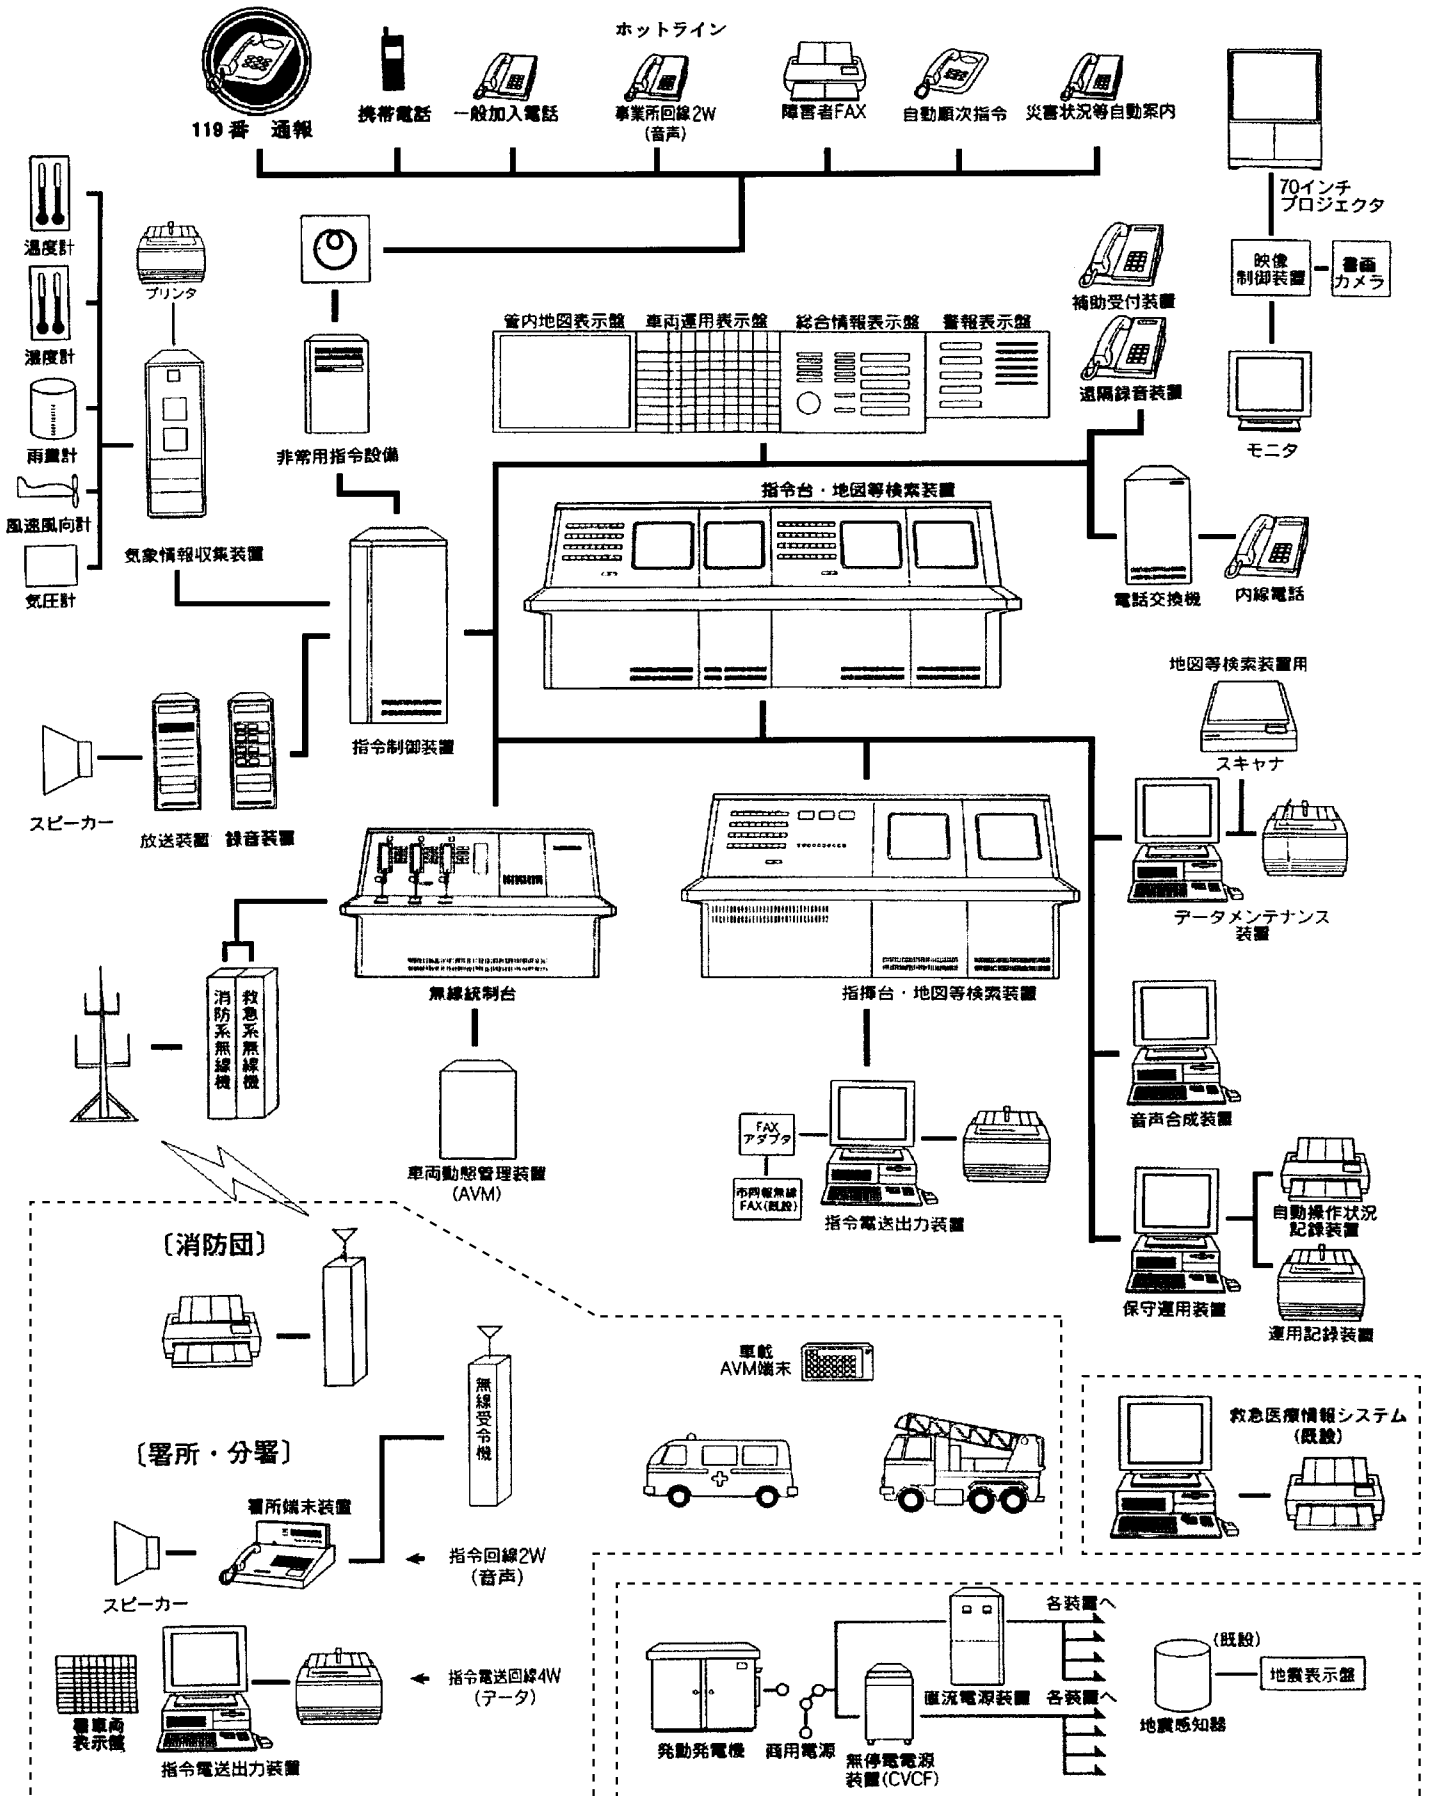 ホットライン
119番 通報
携帯電話
一般加入電話
事業所回線2W
(音声)
障害者FAX
自動順次指令
災害状況等自動案内
70インチ
プロジェクタ
映像
制御装置
書画
カメラ
モニタ
温度計
湿度計
雨量計
風速風向計
気圧計
プリンタ
気象情報収集装置
非常用指令設備
管内地図表示盤
車両運用表示盤
総合情報表示盤
警報表示盤
補助受付装置
遠隔録音装置
指令台・地図等検索装置
電話交換機
内線電話
指令制御装置
スピーカー
放送装置
録音装置
地図等検索装置用
スキャナ
データメンテナンス
装置
無線統制台
指揮台・地図等検索装置
消防系無線機
救急系無線機
車両動態管理装置
(AVM)
FAX
アダプタ
市同報無線
FAX(既設)
指令電送出力装置
音声合成装置
自動操作状況
記録装置
保守運用装置
運用記録装置
〔消防団〕
無線受令機
車載
AVM端末
救急医療情報システム
(既設)
〔署所・分署〕
署所端末装置
スピーカー
指令回線2W
(音声)
指令電送回線4W
(データ)
署車両
表示盤
指令電送出力装置
発動発電機
商用電源
無停電電源
装置(CVCF)
直流電源装置
各装置へ
各装置へ
(既設)
地震感知器
地震表示盤